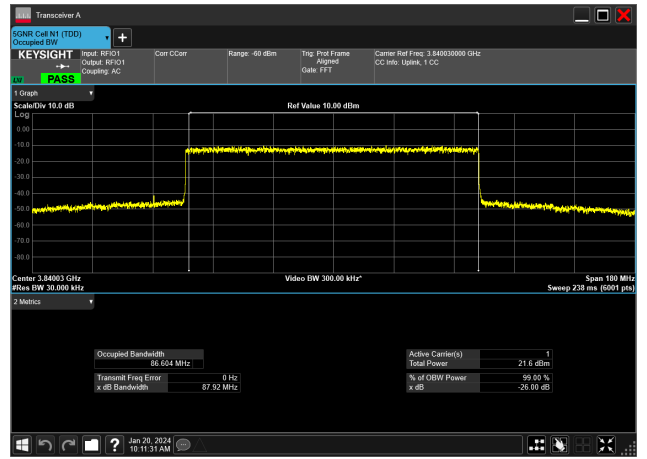 Transceiver A
5GNR Cell N1 (TDD)
Occupied BW
KEYSIGHT
Input: RFIO1
Output: RFIO1
Coupling: AC
Corr CCorr
Range: -60 dBm
Trig: Prot Frame
Aligned
Gate: FFT
Carrier Ref Freq: 3.840030000 GHz
CC Info: Uplink, 1 CC
PASS
1 Graph
Scale/Div 10.0 dB
Ref Value 10.00 dBm
Log
0.00
-10.0
-20.0
-30.0
-40.0
-50.0
-60.0
-70.0
-80.0
Center 3.84003 GHz
Video BW 300.00 kHz*
Span 180 MHz
#Res BW 30.000 kHz
Sweep 238 ms (6001 pts)
2 Metrics
Occupied Bandwidth
86.604 MHz
Active Carrier(s) 1
Total Power 21.6 dBm
Transmit Freq Error 0 Hz
x dB Bandwidth 87.92 MHz
% of OBW Power 99.00 %
x dB -26.00 dB
Jan 20, 2024
10:11:31 AM